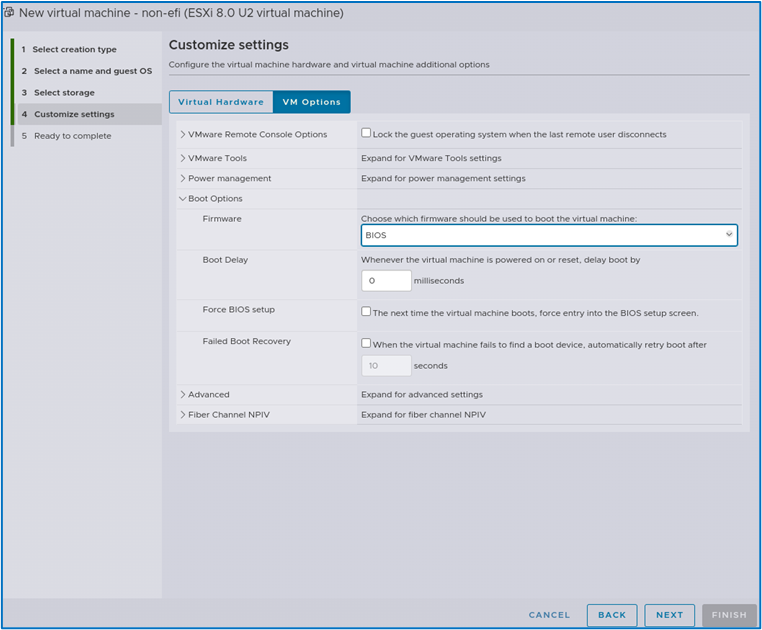 New virtual machine - non-efi (ESXi 8.0 U2 virtual machine)
1 Select creation type
2 Select a name and guest OS
3 Select storage
4 Customize settings
5 Ready to complete
Customize settings
Configure the virtual machine hardware and virtual machine additional options
Virtual Hardware VM Options
VMware Remote Console Options Lock the guest operating system when the last remote user disconnects
VMware Tools Expand for VMware Tools settings
Power management Expand for power management settings
Boot Options
Firmware Choose which firmware should be used to boot the virtual machine:
BIOS
Boot Delay Whenever the virtual machine is powered on or reset, delay boot by
0 milliseconds
Force BIOS setup The next time the virtual machine boots, force entry into the BIOS setup screen.
Failed Boot Recovery When the virtual machine fails to find a boot device, automatically retry boot after
10 seconds
Advanced Expand for advanced settings
Fiber Channel NPIV Expand for fiber channel NPIV
CANCEL BACK NEXT FINISH